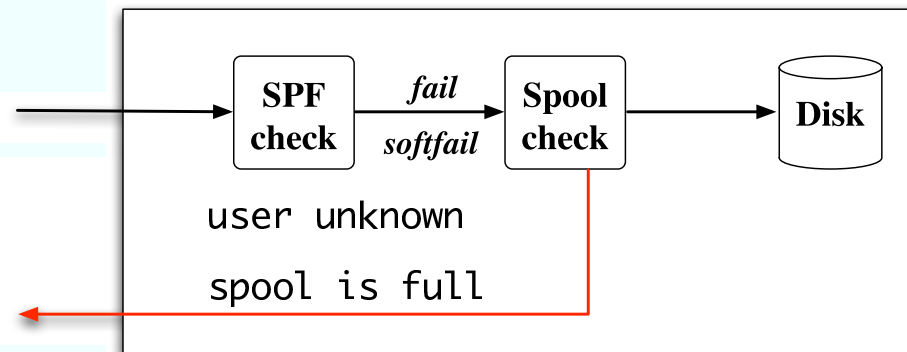 SPF
check
fail
softfail
Spool
check
Disk
user unknown
spool is full